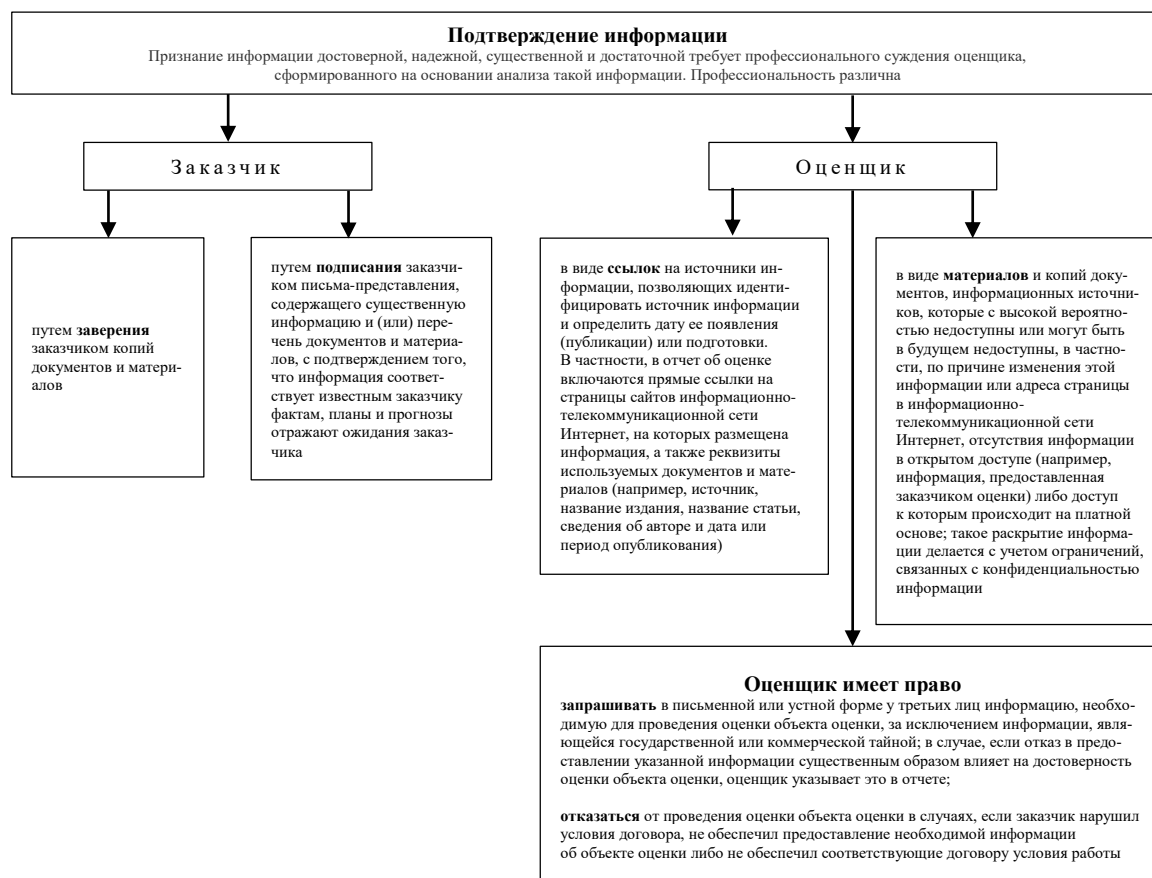 Подтверждение информации
Признание информации достоверной, надежной, существенной и достаточной требует профессионального суждения оценщика,
сформированного на основании анализа такой информации. Профессиональность различна
Заказчик
Оценщик
путем заверения
заказчиком копий
документов и матери-
алов
путем подписания заказчи-
ком письма-представления,
содержащего существенную
информацию и (или) пере-
чень документов и материа-
лов, с подтверждением того,
что информация соответ-
ствует известным заказчику
фактам, планы и прогнозы
отражают ожидания заказ-
чика
в виде ссылок на источники ин-
формации, позволяющих иденти-
фицировать источник информации
и определить дату ее появления
(публикации) или подготовки.
В частности, в отчет об оценке
включаются прямые ссылки на
страницы сайтов информационно-
телекоммуникационной сети
Интернет, на которых размещена
информация, а также реквизиты
используемых документов и мате-
риалов (например, источник,
название издания, название статьи,
сведения об авторе и дата или
период опубликования)
в виде материалов и копий доку-
ментов, информационных источни-
ков, которые с высокой вероятно-
стью недоступны или могут быть
в будущем недоступны, в частно-
сти, по причине изменения этой
информации или адреса страницы
в информационно-
телекоммуникационной сети
Интернет, отсутствия информации
в открытом доступе (например,
информация, предоставленная
заказчиком оценки) либо доступ
к которым происходит на платной
основе; такое раскрытие информа-
ции делается с учетом ограничений,
связанных с конфиденциальностью
информации
Оценщик имеет право
запрашивать в письменной или устной форме у третьих лиц информацию, необхо-
димую для проведения оценки объекта оценки, за исключением информации, явля-
ющейся государственной или коммерческой тайной; в случае, если отказ в предо-
ставлении указанной информации существенным образом влияет на достоверность
оценки объекта оценки, оценщик указывает это в отчете;
отказаться от проведения оценки объекта оценки в случаях, если заказчик нарушил
условия договора, не обеспечил предоставление необходимой информации
об объекте оценки либо не обеспечил соответствующие договору условия работы